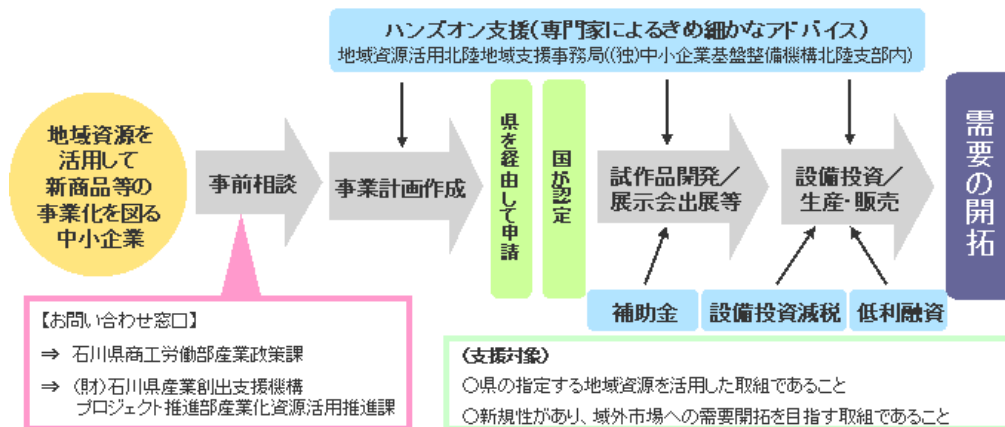 ハンズオン支援(専門家によるきめ細かなアドバイス)
地域資源活用北陸地域支援事務局((独)中小企業基盤整備機構北陸支部内)
地域資源を
活用して
新商品等の
事業化を図る
中小企業
事前相談
事業計画作成
県を経由して申請
国が認定
試作品開発／
展示会出展等
設備投資／
生産・販売
需要の開拓
補助金
設備投資減税
低利融資
【お問い合わせ窓口】
⇒ 石川県商工労働部産業政策課
⇒ (財)石川県産業創出支援機構
プロジェクト推進部産業化資源活用推進課
(支援対象)
○県の指定する地域資源を活用した取組であること
○新規性があり、域外市場への需要開拓を目指す取組であること